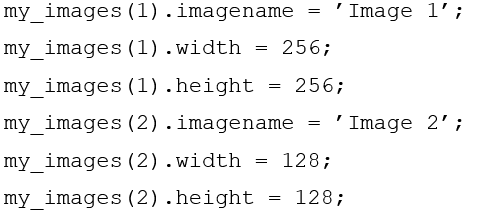 my_images(1).imagename = ’Image 1’;
my_images(1).width = 256;
my_images(1).height = 256;
my_images(2).imagename = ’Image 2’;
my_images(2).width = 128;
my_images(2).height = 128;